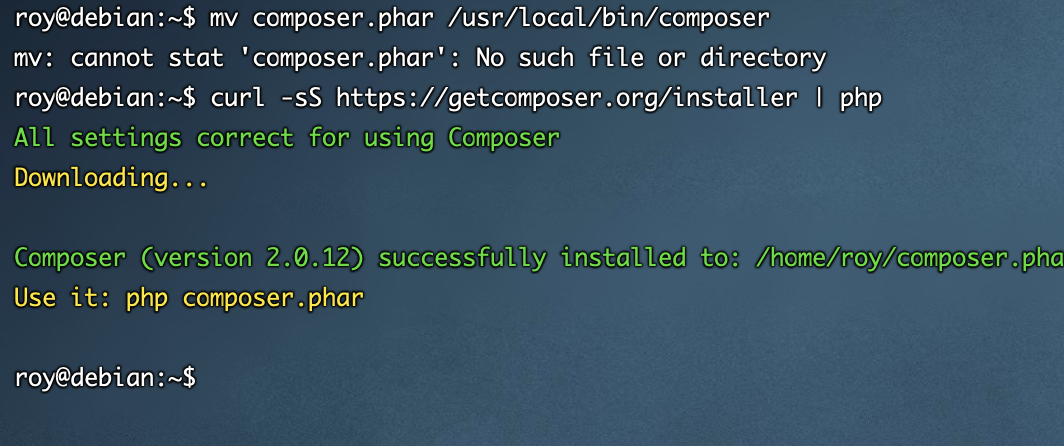 roy@debian:~$ mv composer.phar /usr/local/bin/composer
mv: cannot stat 'composer.phar': No such file or directory
roy@debian:~$ curl -sS https://getcomposer.org/installer | php
All settings correct for using Composer
Downloading...
Composer (version 2.0.12) successfully installed to: /home/roy/composer.pha
Use it: php composer.phar
roy@debian:~$